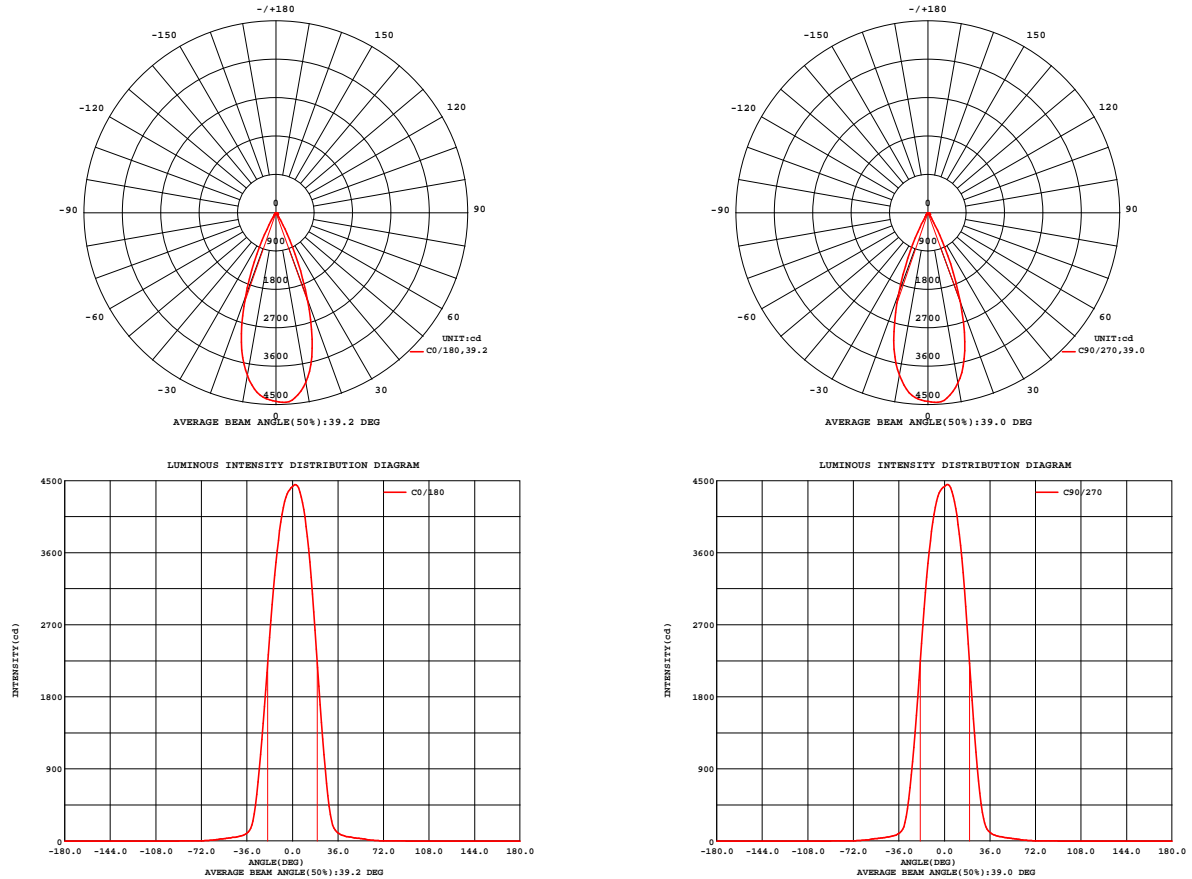 -/+180
-/+180
-150
150
-150
150
-120
120
-120
120
0
0
-90
90
-90
90
900
900
1800
1800
-60
60
-60
60
2700
2700
UNIT:cd
UNIT:cd
C0/180,39.2
C90/270,39.0
3600
3600
-30
30
-30
30
4500
4500
0
0
AVERAGE BEAM ANGLE(50%):39.2 DEG
AVERAGE BEAM ANGLE(50%):39.0 DEG
LUMINOUS INTENSITY DISTRIBUTION DIAGRAM
4500
C0/180
3600
2700
INTENSITY(cd)
1800
900
0
-180.0 -144.0 -108.0 -72.0 -36.0 0.0 36.0 72.0 108.0 144.0 180.0
ANGLE(DEG)
AVERAGE BEAM ANGLE(50%):39.2 DEG
LUMINOUS INTENSITY DISTRIBUTION DIAGRAM
4500
C90/270
3600
2700
INTENSITY(cd)
1800
900
0
-180.0 -144.0 -108.0 -72.0 -36.0 0.0 36.0 72.0 108.0 144.0 180.0
ANGLE(DEG)
AVERAGE BEAM ANGLE(50%):39.0 DEG